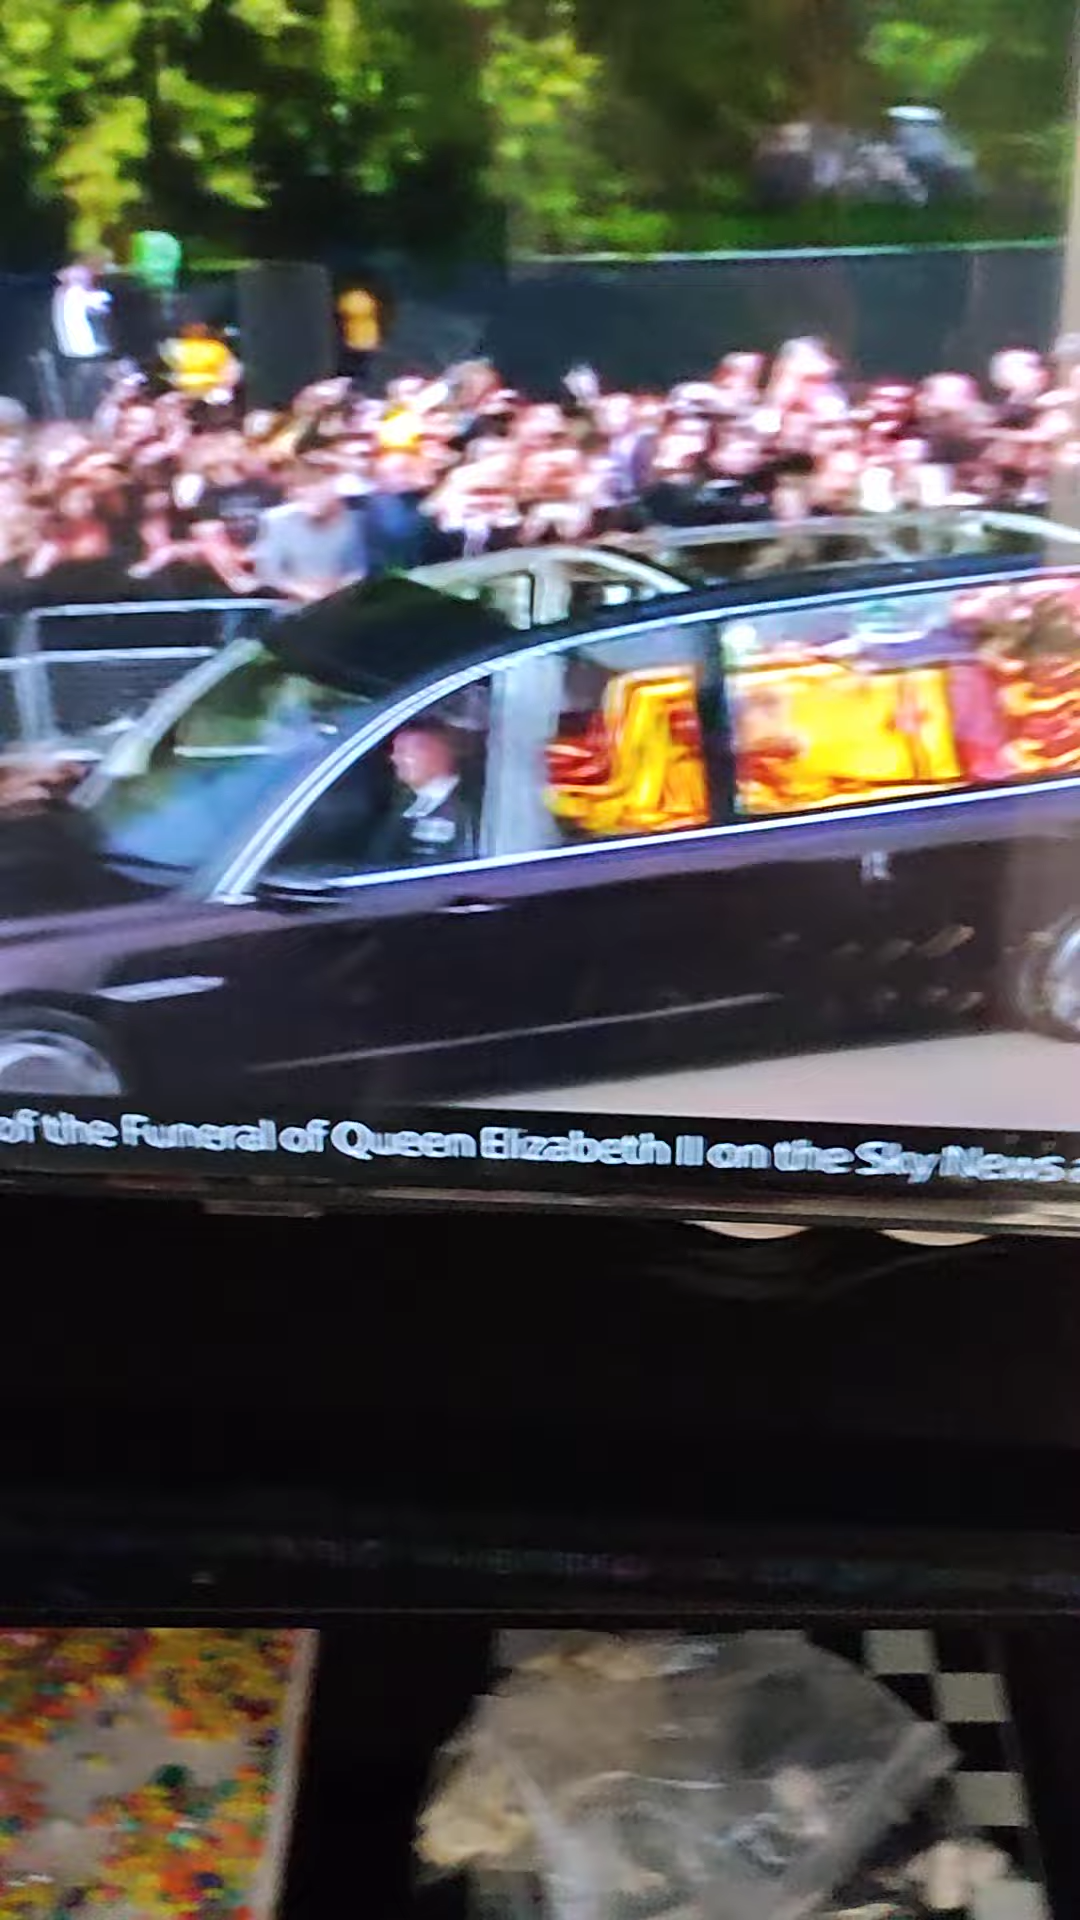 of the Funeral of Queen Elizabeth II on the Sky News